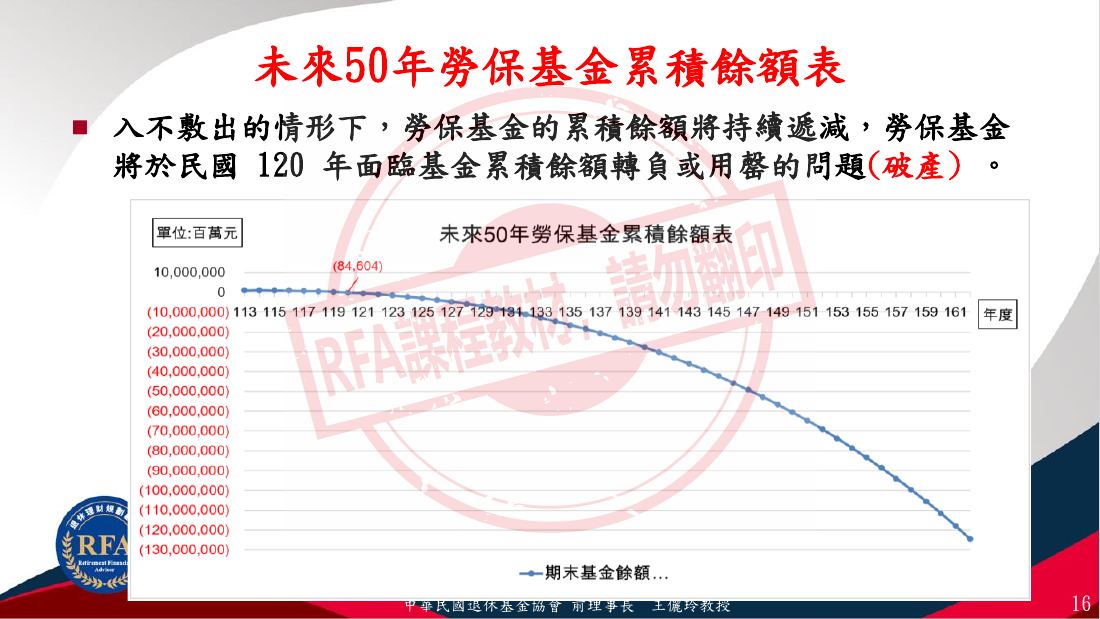 未來50年勞保基金累積餘額表
入不敷出的情形下，勞保基金的累積餘額將持續遞減，勞保基金
將於民國 120 年面臨基金累積餘額轉負或用罄的問題(破產) 。
單位:百萬元
未來50年勞保基金累積餘額表
(84,604)
10,000,000
0
(10,000,000)
113 115 117 119 121 123 125 127 129 131 133 135 137 139 141 143 145 147 149 151 153 155 157 159 161
年度
(20,000,000)
(30,000,000)
(40,000,000)
(50,000,000)
(60,000,000)
(70,000,000)
(80,000,000)
(90,000,000)
(100,000,000)
(110,000,000)
(120,000,000)
(130,000,000)
期末基金餘額…
RFA課程教材 請勿翻印
退休理財規劃
RFA
Retirement Financi
Advisor
中華民國退休基金協會 前理事長 王儷玲教授
16